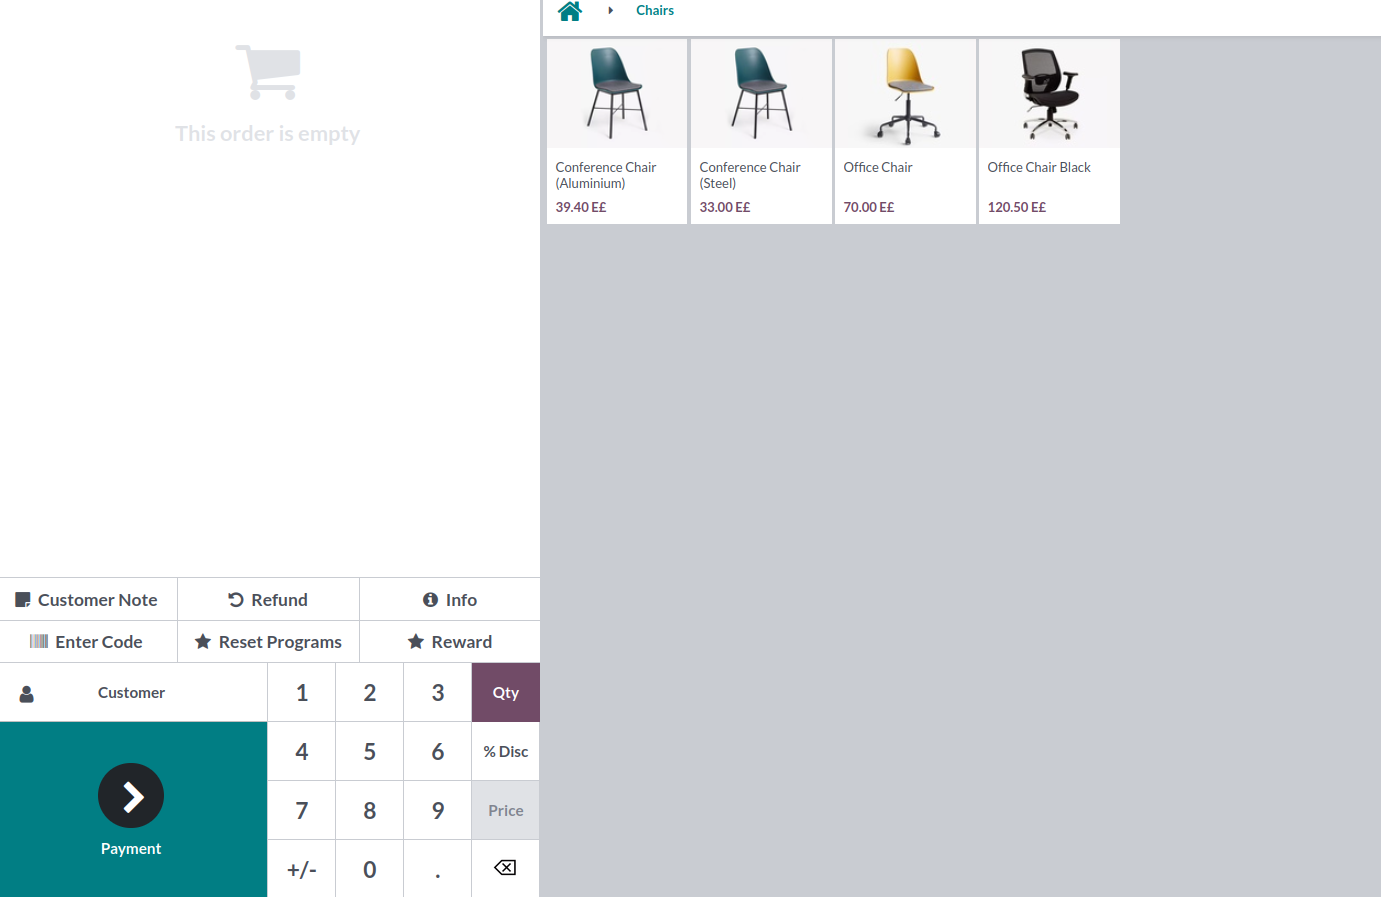 This order is empty
Customer Note
Refund
Info
Enter Code
Reset Programs
Reward
Customer
1
2
3
Qty
4
5
6
% Disc
7
8
9
Price
Payment
+/-
0
.
Chairs
Conference Chair
(Aluminium)
39.40 E£
Conference Chair
(Steel)
33.00 E£
Office Chair
70.00 E£
Office Chair Black
120.50 E£